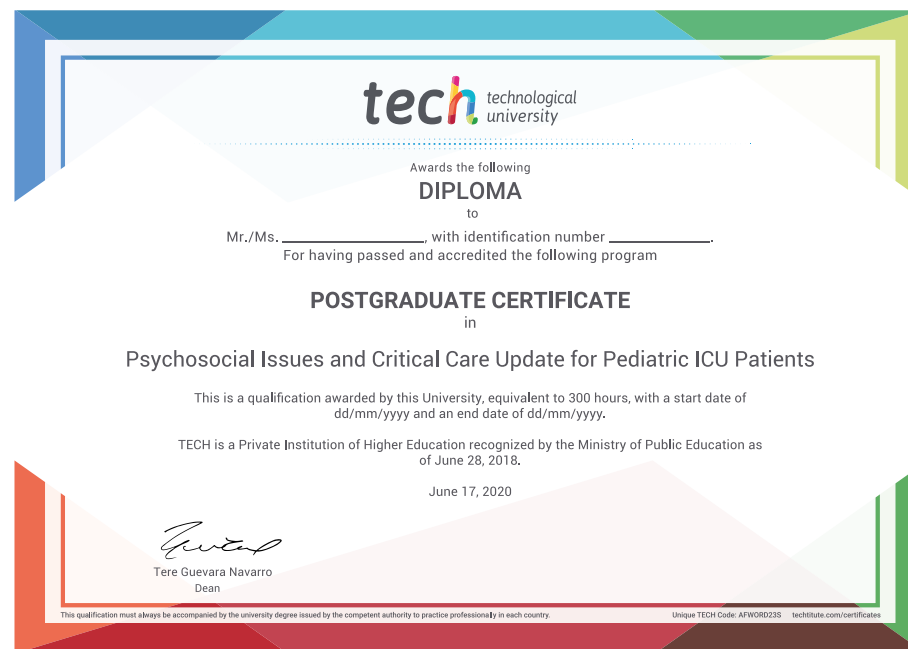 tech technological
university
Awards the following
DIPLOMA
to
Mr./Ms. ____________, with identification number ____________.
For having passed and accredited the following program
POSTGRADUATE CERTIFICATE
in
Psychosocial Issues and Critical Care Update for Pediatric ICU Patients
This is a qualification awarded by this University, equivalent to 300 hours, with a start date of
dd/mm/yyyy and an end date of dd/mm/yyyy.
TECH is a Private Institution of Higher Education recognized by the Ministry of Public Education as
of June 28, 2018.
June 17, 2020
Tere Guevara Navarro
Dean
This qualification must always be accompanied by the university degree issued by the competent authority to practice professionally in each country. Unique TECH Code: AFWORD23S techtitute.com/certificates